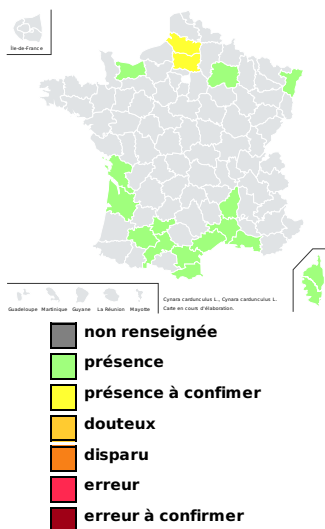 Île-de-France
Guadeloupe Martinique Guyane La Réunion Mayotte
Cynara cardunculus L., Cynara cardunculus L.
Carte en cours d'élaboration.
non renseignée
présence
présence à confimer
douteux
disparu
erreur
erreur à confirmer